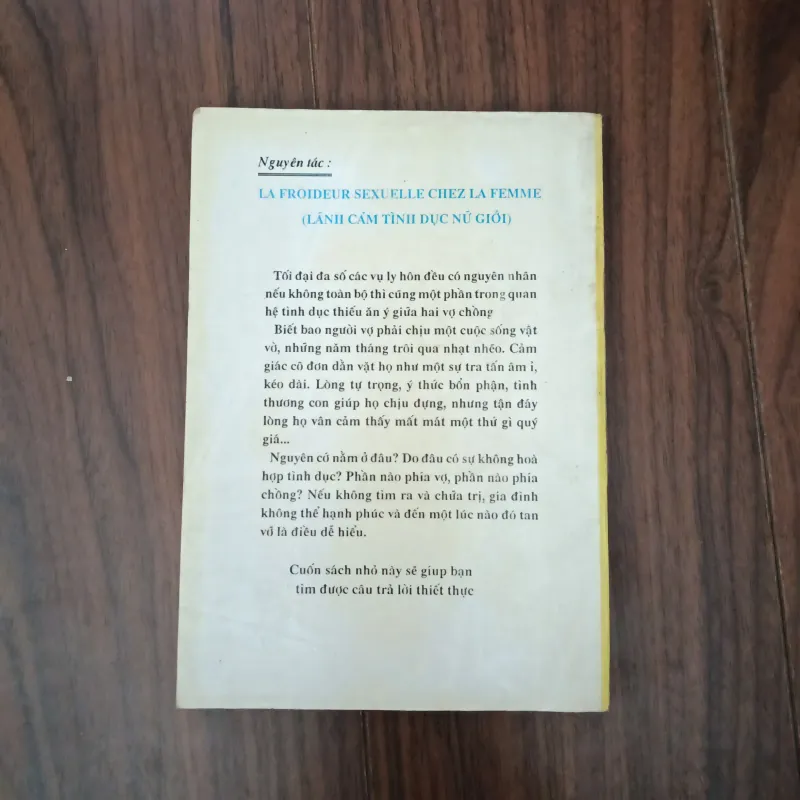 Nguyên tác :
LA FROIDEUR SEXUELLE CHEZ LA FEMME
(LÃNH CẢM TÌNH DỤC NỮ GIỚI)
Tối đại đa số các vụ ly hôn đều có nguyên nhân
nếu không toàn bộ thì cũng một phần trong quan
hệ tình dục thiếu ăn ý giữa hai vợ chồng
Biết bao người vợ phải chịu một cuộc sống vật
vờ, những năm tháng trôi qua nhạt nhẽo. Cảm
giác cô đơn dằn vặt họ như một sự tra tấn âm ỉ,
kéo dài. Lòng tự trọng, ý thức bổn phận, tình
thương con giúp họ chịu đựng, nhưng tận đáy
lòng họ vẫn cảm thấy mất mát một thứ gì quý
giá...
Nguyên cớ nằm ở đâu? Do đâu có sự không hoà
hợp tình dục? Phần nào phía vợ, phần nào phía
chồng? Nếu không tìm ra và chữa trị, gia đình
không thể hạnh phúc và đến một lúc nào đó tan
vỡ là điều dễ hiểu.
Cuốn sách nhỏ này sẽ giup bạn
tìm được câu trả lời thiết thực